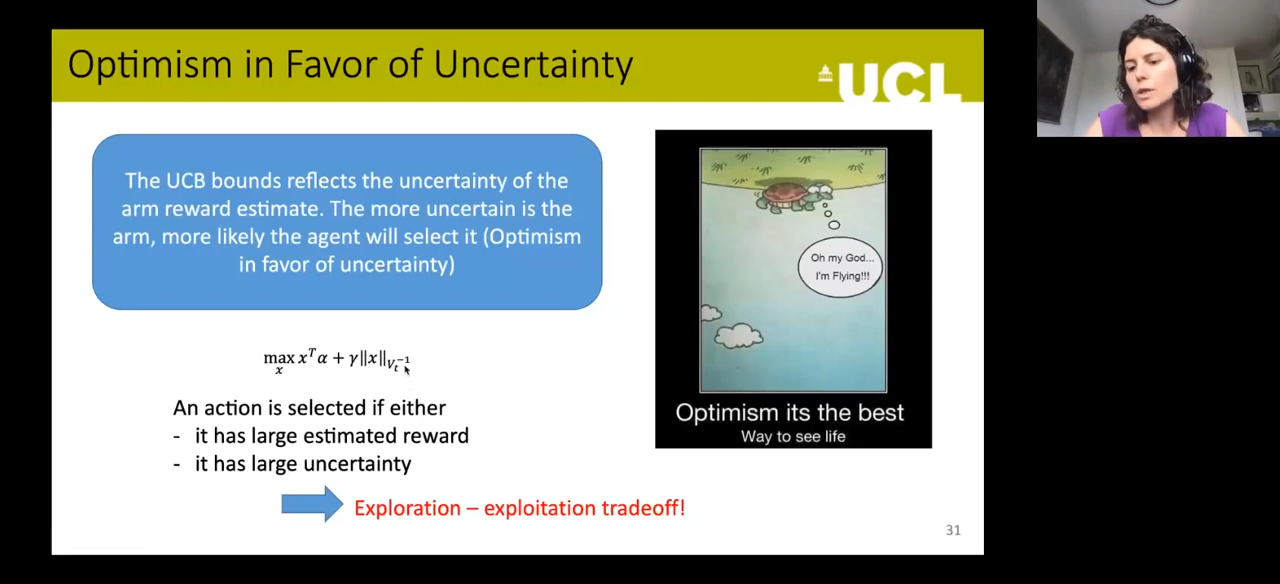 Optimism in Favor of Uncertainty
UCL
The UCB bounds reflects the uncertainty of the
arm reward estimate. The more uncertain is the
arm, more likely the agent will select it (Optimism
in favor of uncertainty)
Oh my God...
I'm Flying!!!
Optimism its the best
Way to see life
max x^T α + γ||x||_{V_t^{-1}}
x
An action is selected if either
- it has large estimated reward
- it has large uncertainty
Exploration – exploitation tradeoff!
31